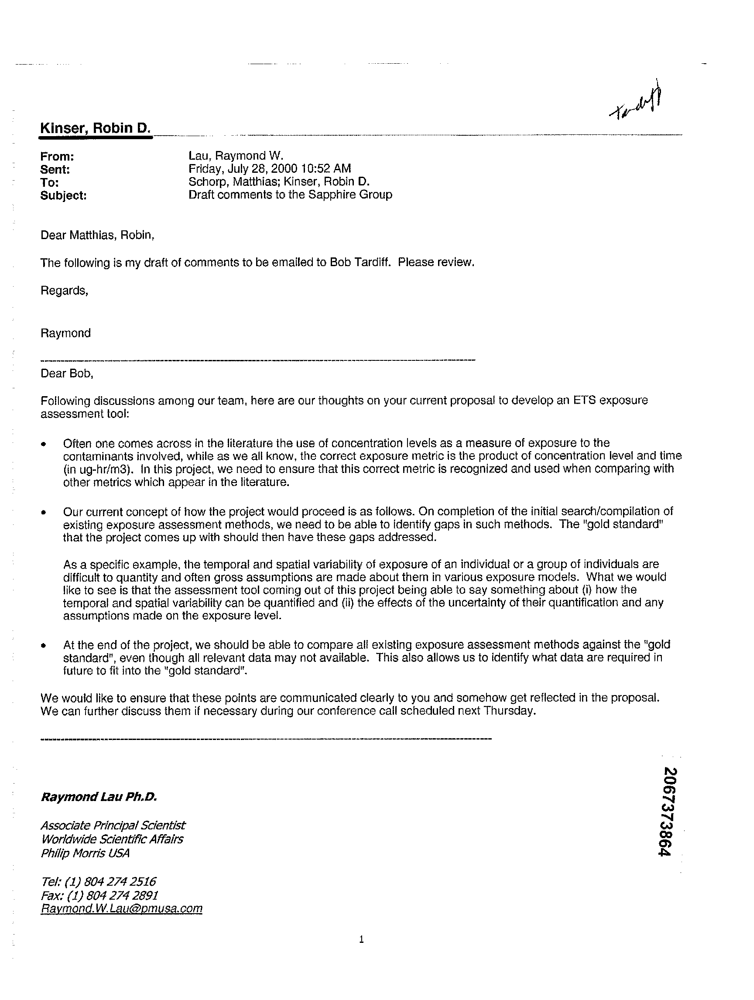 Tardiff
Kinser, Robin D.
From: Lau, Raymond W.
Sent: Friday, July 28, 2000 10:52 AM
To: Schorp, Matthias; Kinser, Robin D.
Subject: Draft comments to the Sapphire Group
Dear Matthias, Robin,
The following is my draft of comments to be emailed to Bob Tardiff. Please review.
Regards,
Raymond
Dear Bob,
Following discussions among our team, here are our thoughts on your current proposal to develop an ETS exposure
assessment tool:
• Often one comes across in the literature the use of concentration levels as a measure of exposure to the
contaminants involved, while as we all know, the correct exposure metric is the product of concentration level and time
(in ug-hr/m3). In this project, we need to ensure that this correct metric is recognized and used when comparing with
other metrics which appear in the literature.
• Our current concept of how the project would proceed is as follows. On completion of the initial search/compilation of
existing exposure assessment methods, we need to be able to identify gaps in such methods. The "gold standard"
that the project comes up with should then have these gaps addressed.
As a specific example, the temporal and spatial variability of exposure of an individual or a group of individuals are
difficult to quantity and often gross assumptions are made about them in various exposure models. What we would
like to see is that the assessment tool coming out of this project being able to say something about (i) how the
temporal and spatial variability can be quantified and (ii) the effects of the uncertainty of their quantification and any
assumptions made on the exposure level.
• At the end of the project, we should be able to compare all existing exposure assessment methods against the "gold
standard", even though all relevant data may not available. This also allows us to identify what data are required in
future to fit into the "gold standard".
We would like to ensure that these points are communicated clearly to you and somehow get reflected in the proposal.
We can further discuss them if necessary during our conference call scheduled next Thursday.
Raymond Lau Ph.D.
Associate Principal Scientist
Worldwide Scientific Affairs
Philip Morris USA
Tel: (1) 804 274 2516
Fax: (1) 804 274 2891
Raymond.W.Lau@pmusa.com
2067373864
1